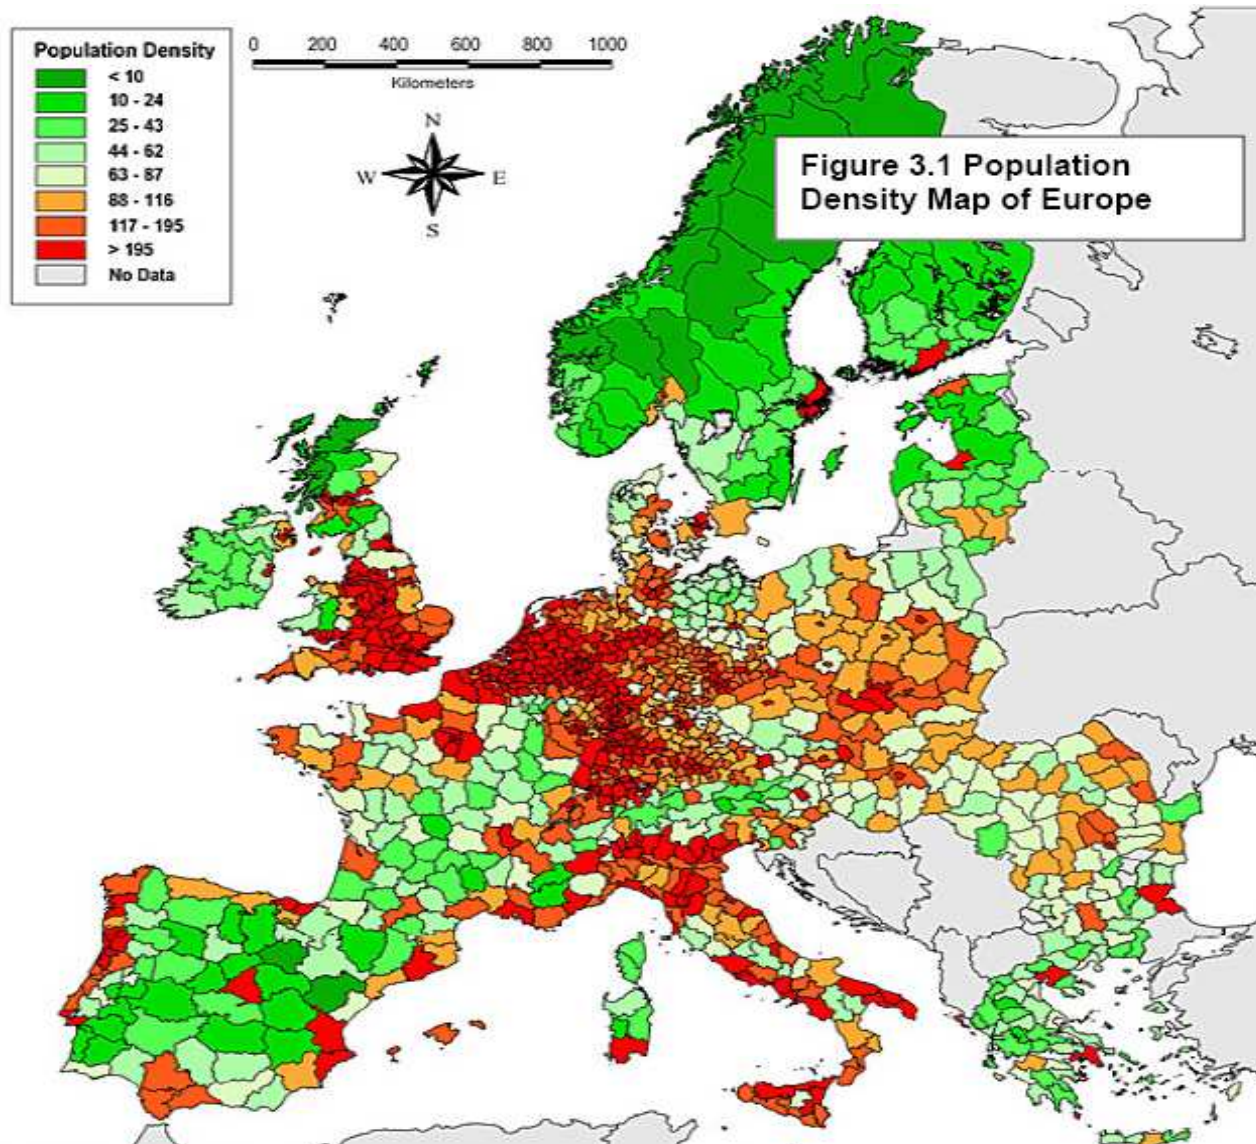 Population Density
< 10
10 - 24
25 - 43
44 - 62
63 - 87
88 - 116
117 - 195
> 195
No Data
0 200 400 600 800 1000
Kilometers
N
W E
S
Figure 3.1 Population
Density Map of Europe